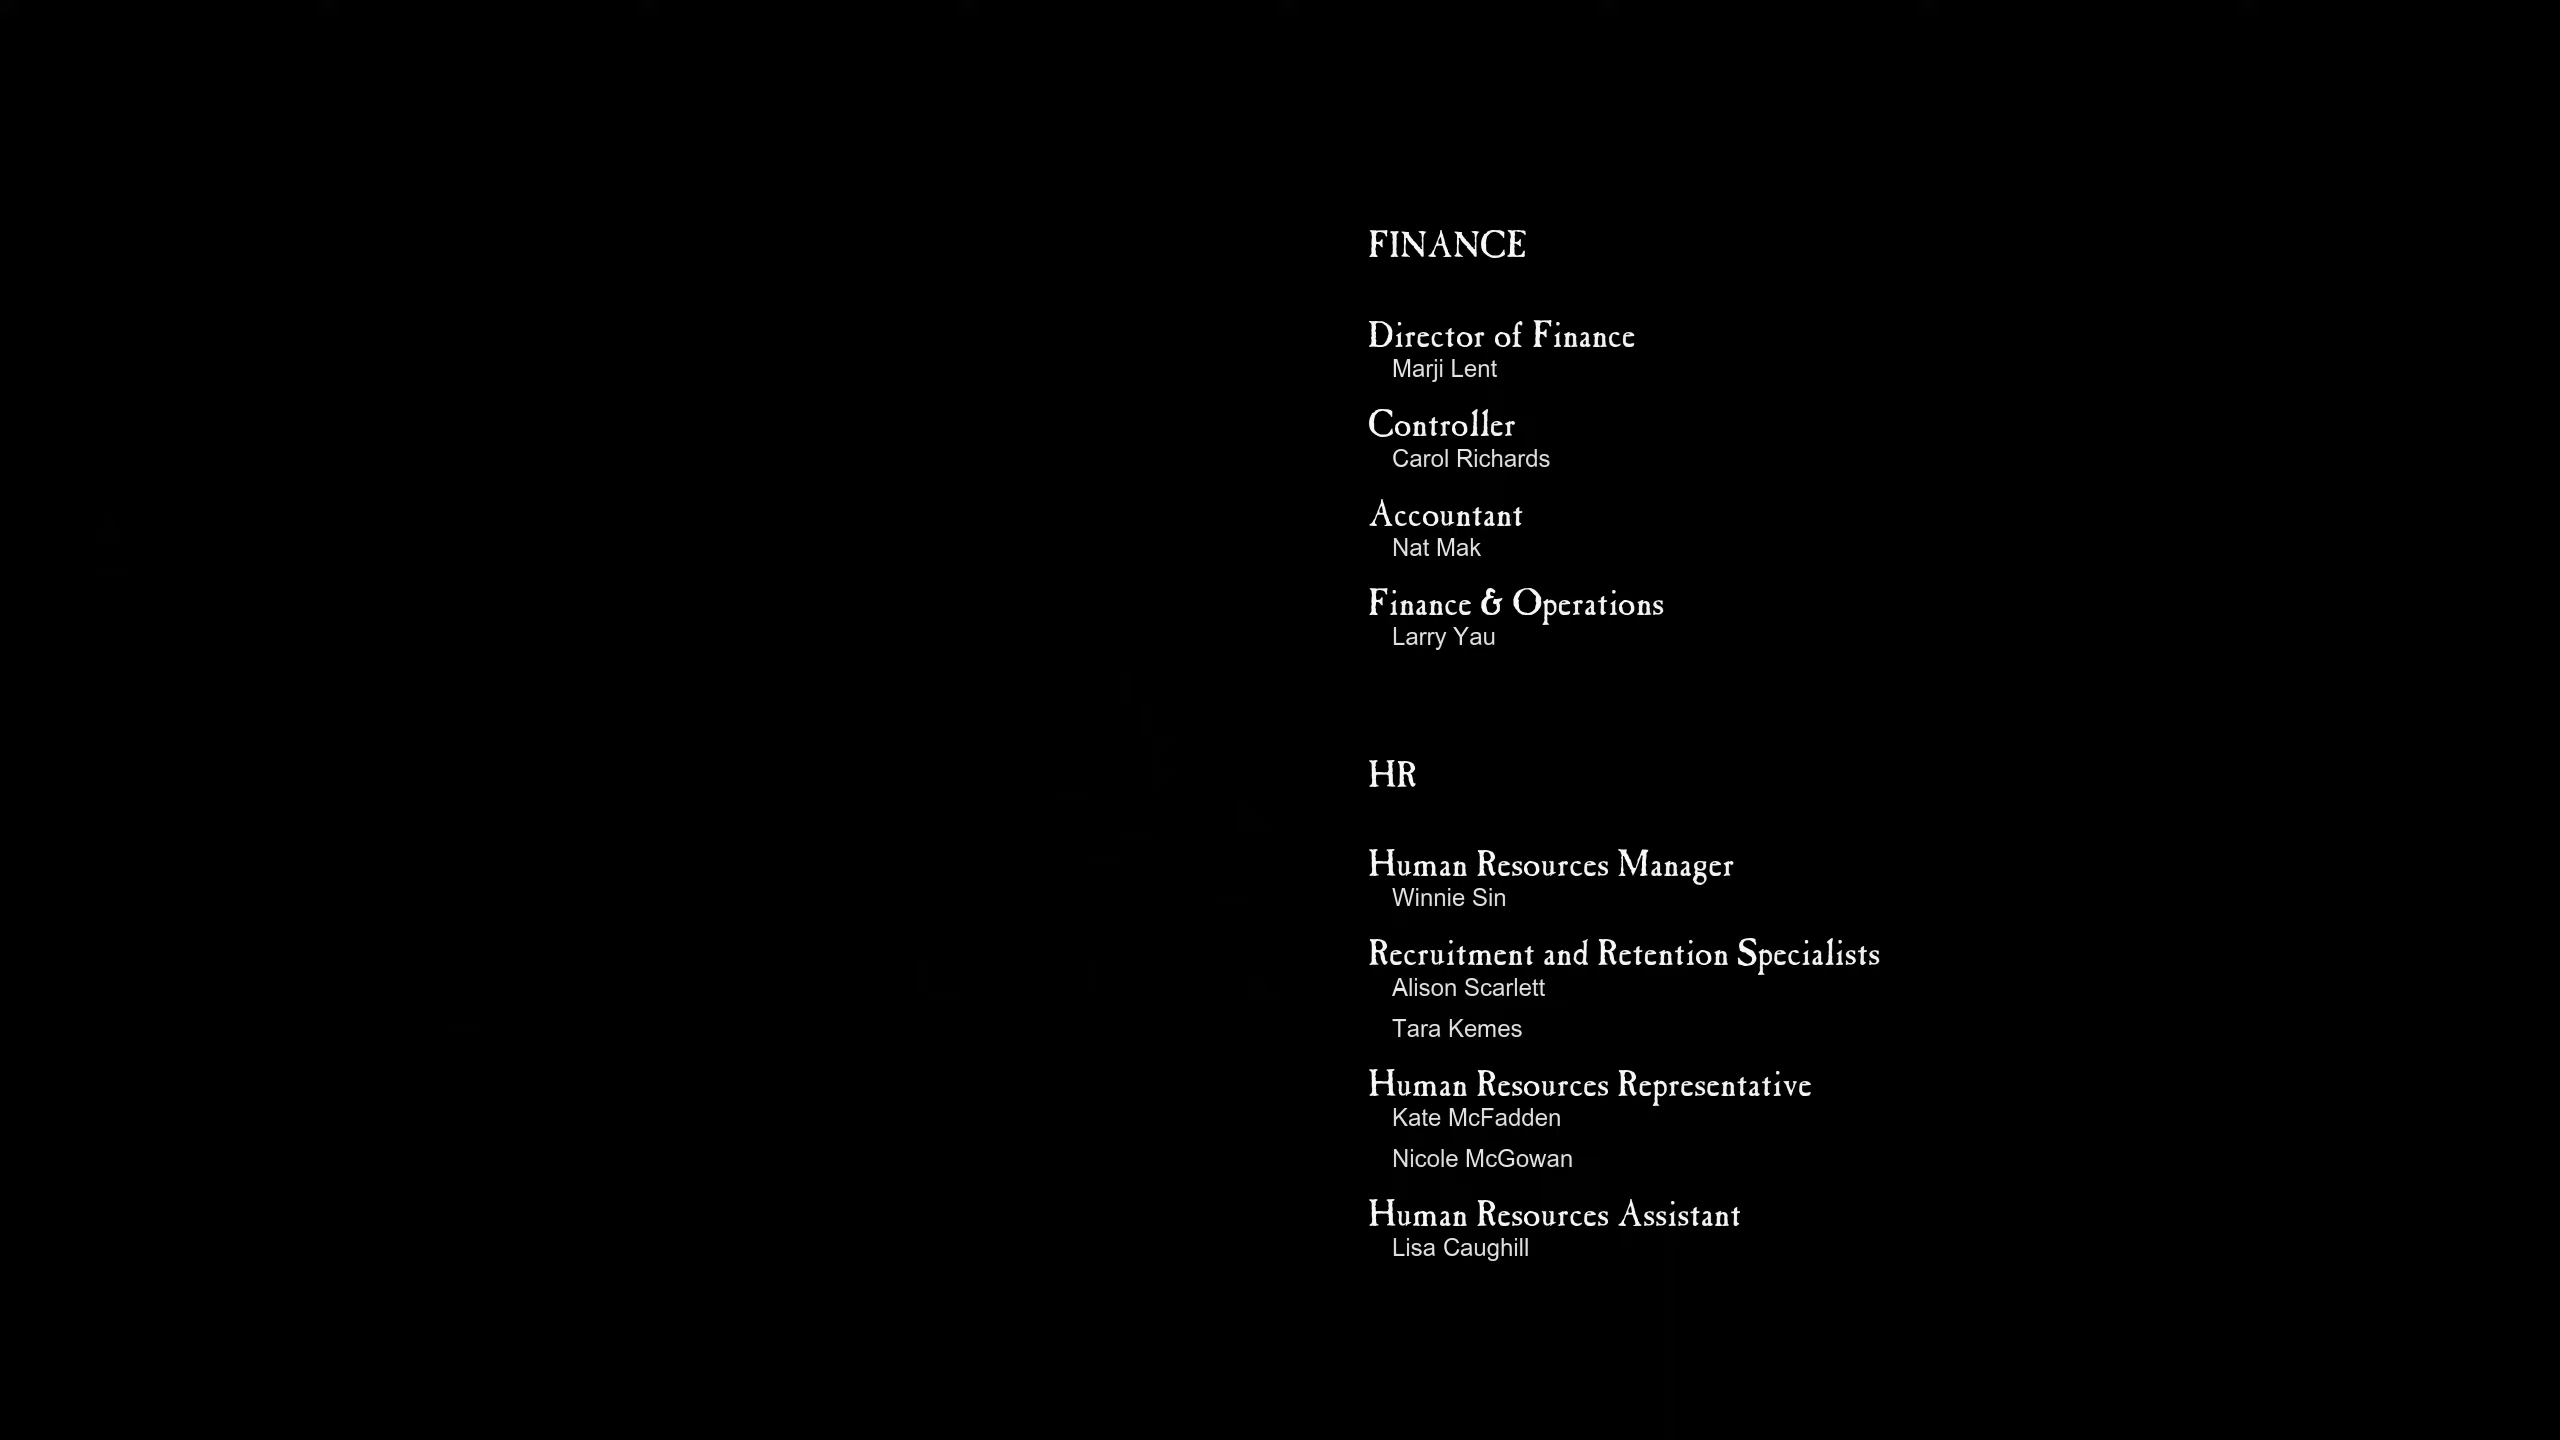 FINANCE
Director of Finance
Marji Lent
Controller
Carol Richards
Accountant
Nat Mak
Finance & Operations
Larry Yau
HR
Human Resources Manager
Winnie Sin
Recruitment and Retention Specialists
Alison Scarlett
Tara Kemes
Human Resources Representative
Kate McFadden
Nicole McGowan
Human Resources Assistant
Lisa Caughill